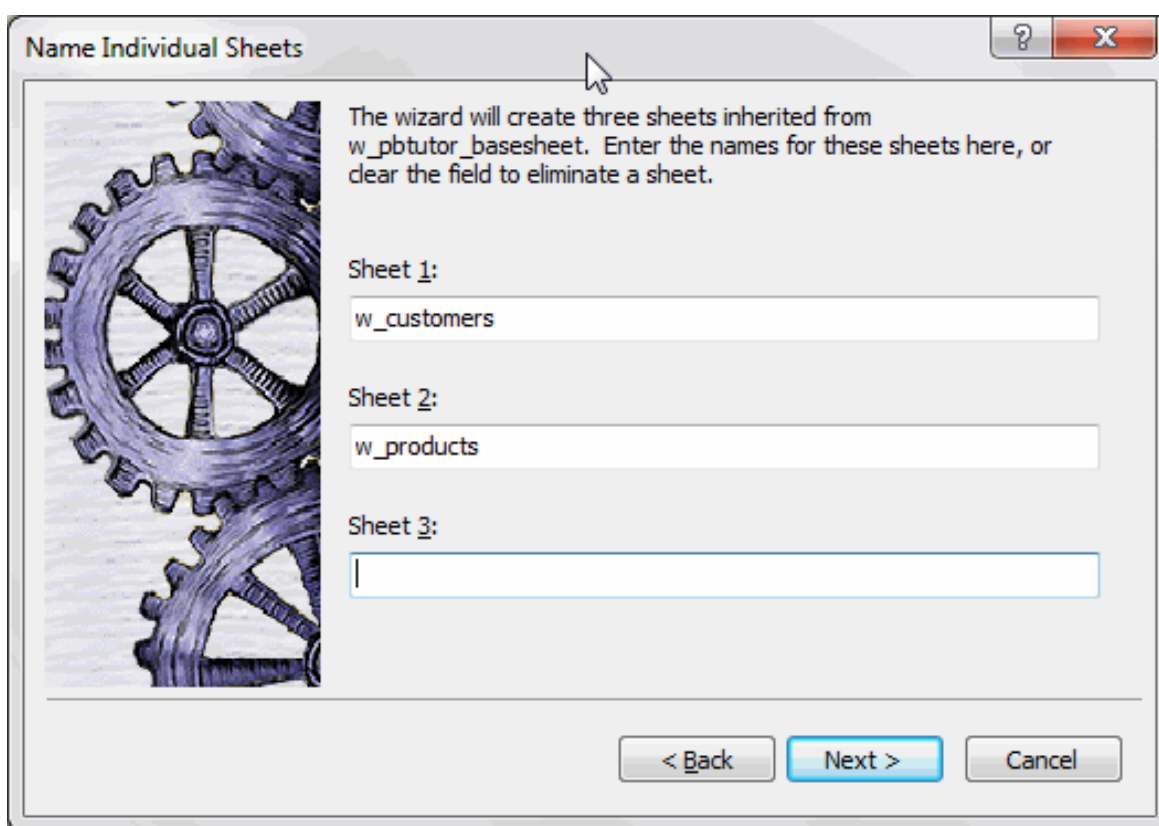 Name Individual Sheets
The wizard will create three sheets inherited from
w_pbtutor_basesheet.  Enter the names for these sheets here, or
clear the field to eliminate a sheet.
Sheet 1:
w_customers
Sheet 2:
w_products
Sheet 3:
< Back
Next >
Cancel